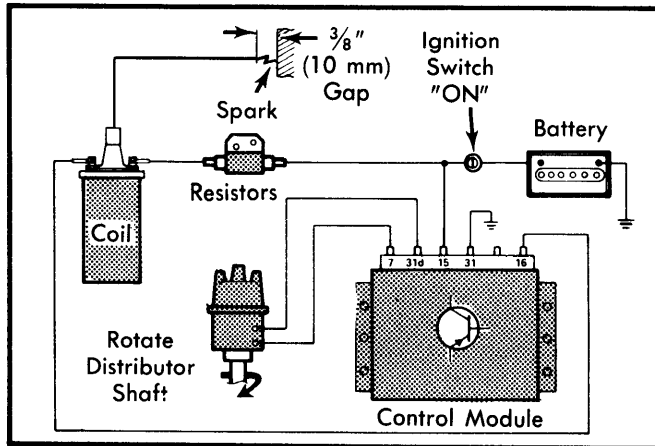 3/8"
(10 mm)
Gap
Ignition
Switch
"ON"
Spark
Battery
Resistors
Coil
7 31d 15 31 16
Rotate
Distributor
Shaft
Control Module